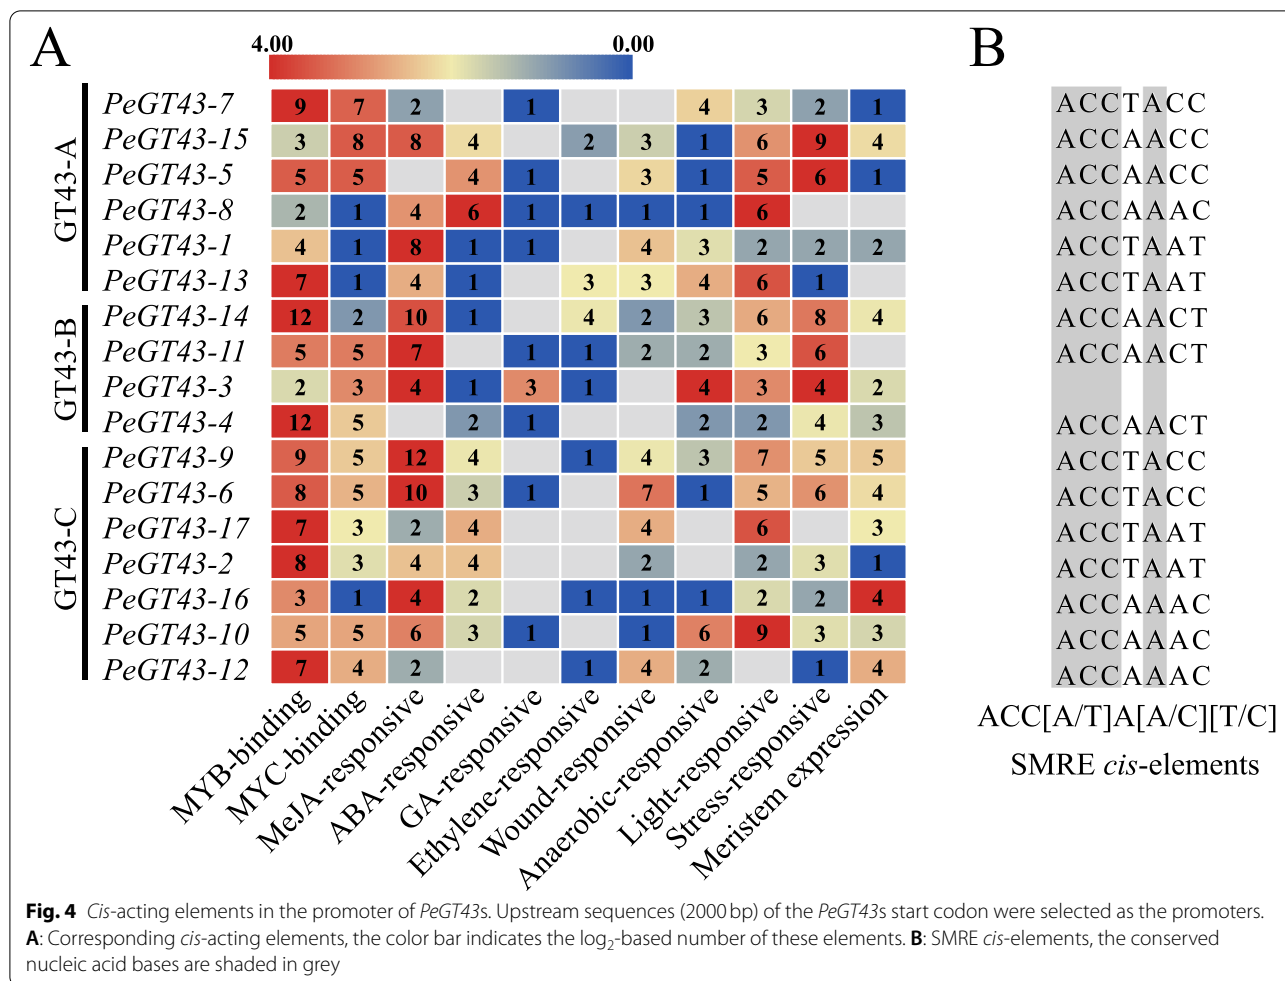 A
B
4.00 0.00
GT43-A
PeGT43-7 9 7 2 1 4 3 2 1 ACCTACC
PeGT43-15 3 8 8 4 2 3 1 6 9 4 ACCAACC
PeGT43-5 5 5 4 1 3 1 5 6 1 ACCAACC
PeGT43-8 2 1 4 6 1 1 1 1 6 ACCAAAC
PeGT43-1 4 1 8 1 1 4 3 2 2 2 ACCTAAT
PeGT43-13 7 1 4 1 3 3 4 6 1 ACCTAAT
GT43-B
PeGT43-14 12 2 10 1 4 2 3 6 8 4 ACCAACT
PeGT43-11 5 5 7 1 1 2 2 3 6 ACCAACT
PeGT43-3 2 3 4 1 3 1 4 3 4 2
PeGT43-4 12 5 2 1 2 2 4 3 ACCAACT
GT43-C
PeGT43-9 9 5 12 4 1 4 3 7 5 5 ACCTACC
PeGT43-6 8 5 10 3 1 7 1 5 6 4 ACCTACC
PeGT43-17 7 3 2 4 4 6 3 ACCTAAT
PeGT43-2 8 3 4 4 2 2 3 1 ACCTAAT
PeGT43-16 3 1 4 2 1 1 1 2 2 4 ACCAAAC
PeGT43-10 5 5 6 3 1 1 6 9 3 3 ACCAAAC
PeGT43-12 7 4 2 1 4 2 1 4 ACCAAAC
MYB-binding
MYC-binding
MeJA-responsive
ABA-responsive
GA-responsive
Ethylene-responsive
Wound-responsive
Anaerobic-responsive
Light-responsive
Stress-responsive
Meristem expression
ACC[A/T]A[A/C][T/C]
SMRE cis-elements
Fig. 4 Cis-acting elements in the promoter of PeGT43s. Upstream sequences (2000 bp) of the PeGT43s start codon were selected as the promoters.
A: Corresponding cis-acting elements, the color bar indicates the log2-based number of these elements. B: SMRE cis-elements, the conserved
nucleic acid bases are shaded in grey